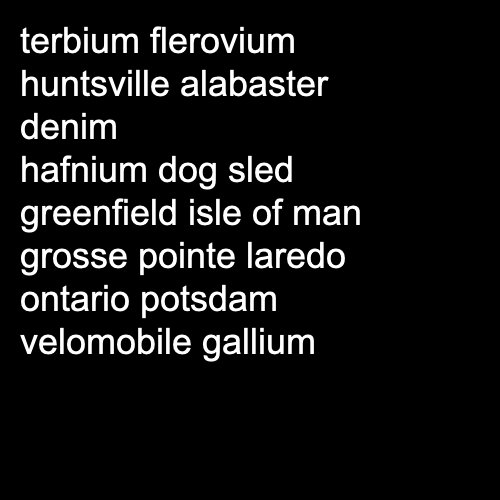 terbium flerovium
huntsville alabaster
denim
hafnium dog sled
greenfield isle of man
grosse pointe laredo
ontario potsdam
velomobile gallium